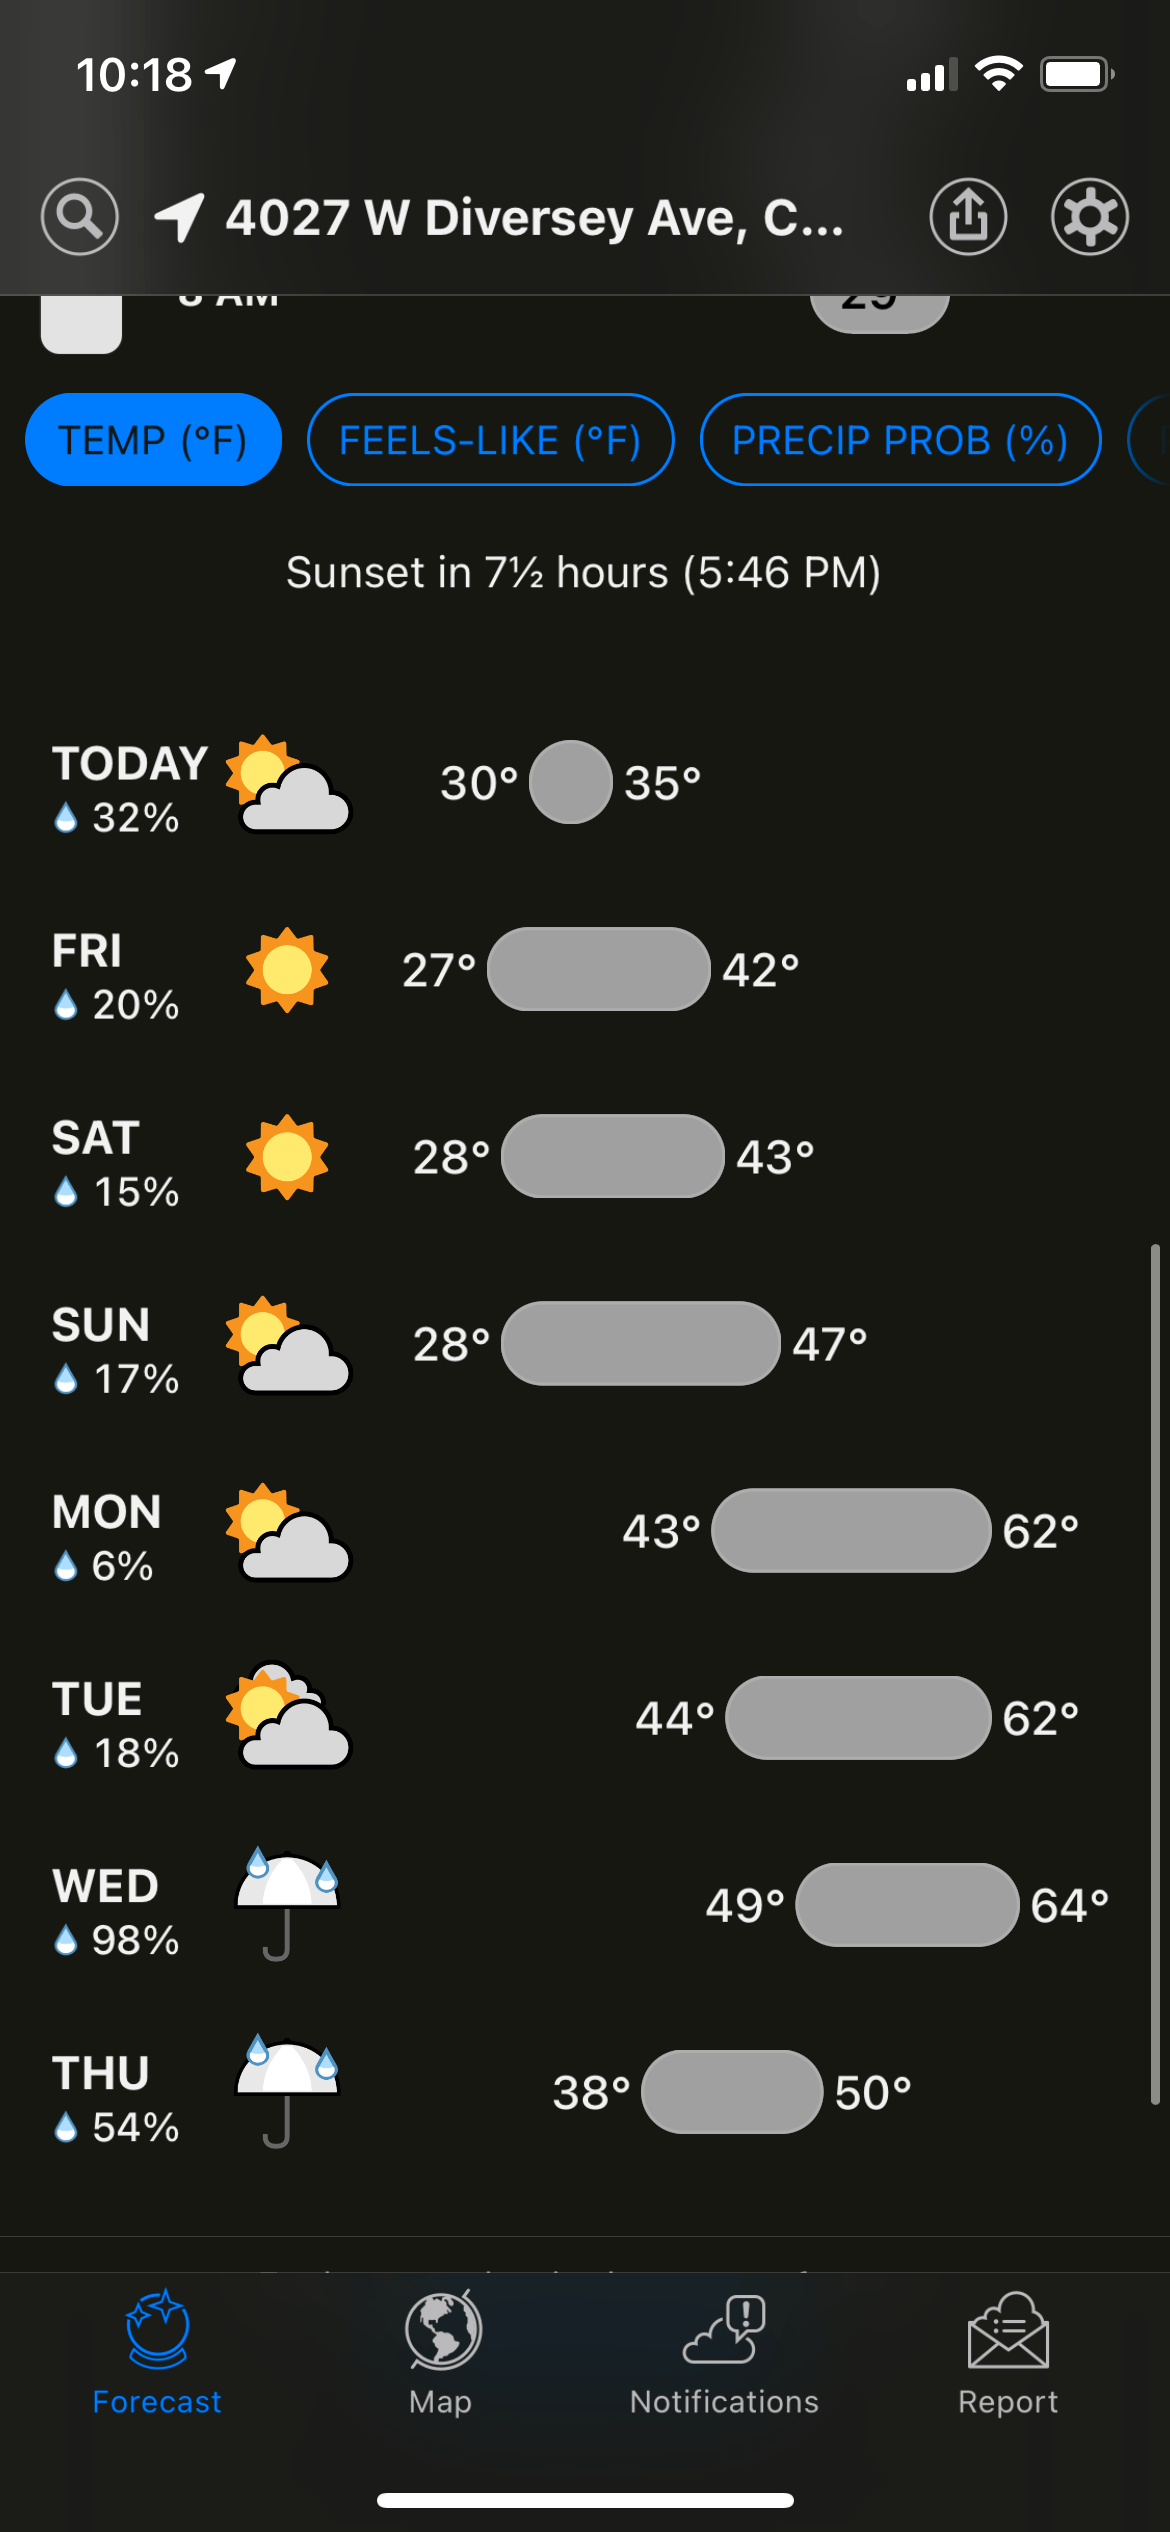 10:18
4027 W Diversey Ave, C...
8 AM
29°
TEMP (°F) FEELS-LIKE (°F) PRECIP PROB (%)
Sunset in 7½ hours (5:46 PM)
TODAY
32%
30° 35°
FRI
20%
27° 42°
SAT
15%
28° 43°
SUN
17%
28° 47°
MON
6%
43° 62°
TUE
18%
44° 62°
WED
98%
49° 64°
THU
54%
38° 50°
Forecast Map Notifications Report